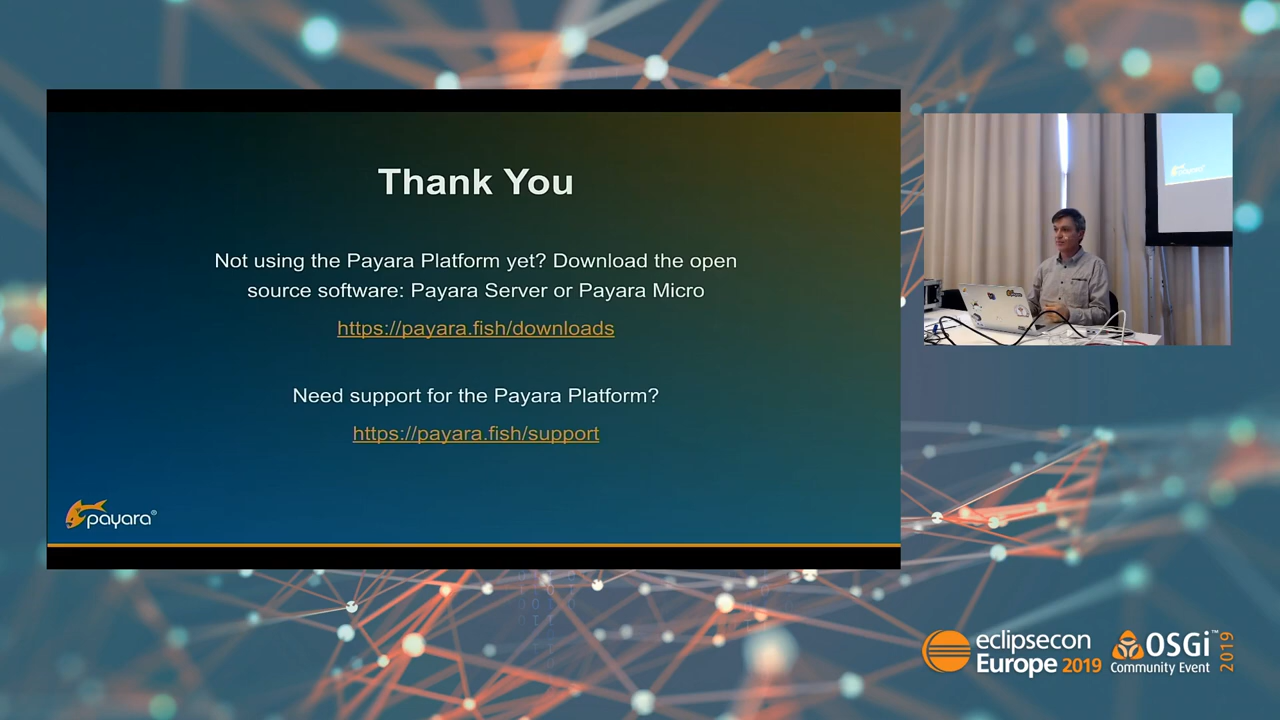 Thank You
Not using the Payara Platform yet? Download the open
source software: Payara Server or Payara Micro
https://payara.fish/downloads
Need support for the Payara Platform?
https://payara.fish/support
payara®
eclipsecon
Europe 2019
OSGi™
Community Event
2019